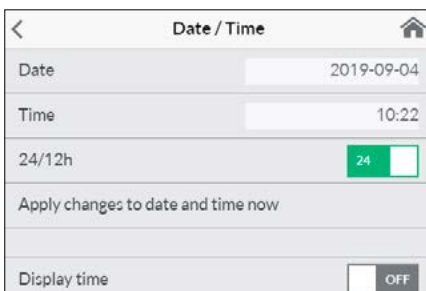 Date / Time
Date 2019-09-04
Time 10:22
24/12h 24
Apply changes to date and time now
Display time OFF